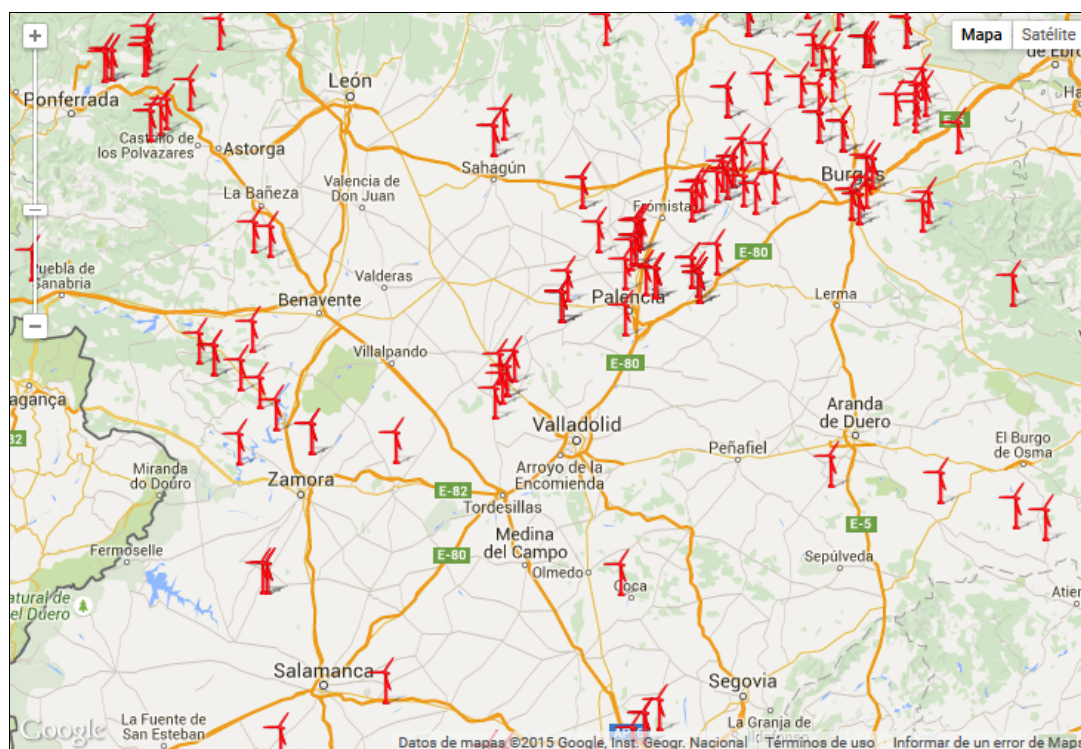 Mapa
Satélite
de Ebro
León
Ponferrada
Castrillo de
los Polvazares
Astorga
Sahagún
Burgos
La Bañeza
Valencia de
Don Juan
Frómista
E-80
Puebla de
Sanabria
Valderas
Benavente
Palencia
Lerma
Villalpando
E-80
Aranda
de Duero
Valladolid
Peñafiel
El Burgo
de Osma
Arroyo de la
Encomienda
Miranda
do Douro
Zamora
E-82
Tordesillas
E-5
Medina
del Campo
E-80
Fermoselle
Olmedo
Sepúlveda
Coca
Salamanca
Segovia
La Fuente de
San Esteban
La Granja de
Google
Datos de mapas ©2015 Google, Inst. Geogr. Nacional
Términos de uso
Informar de un error de Maps